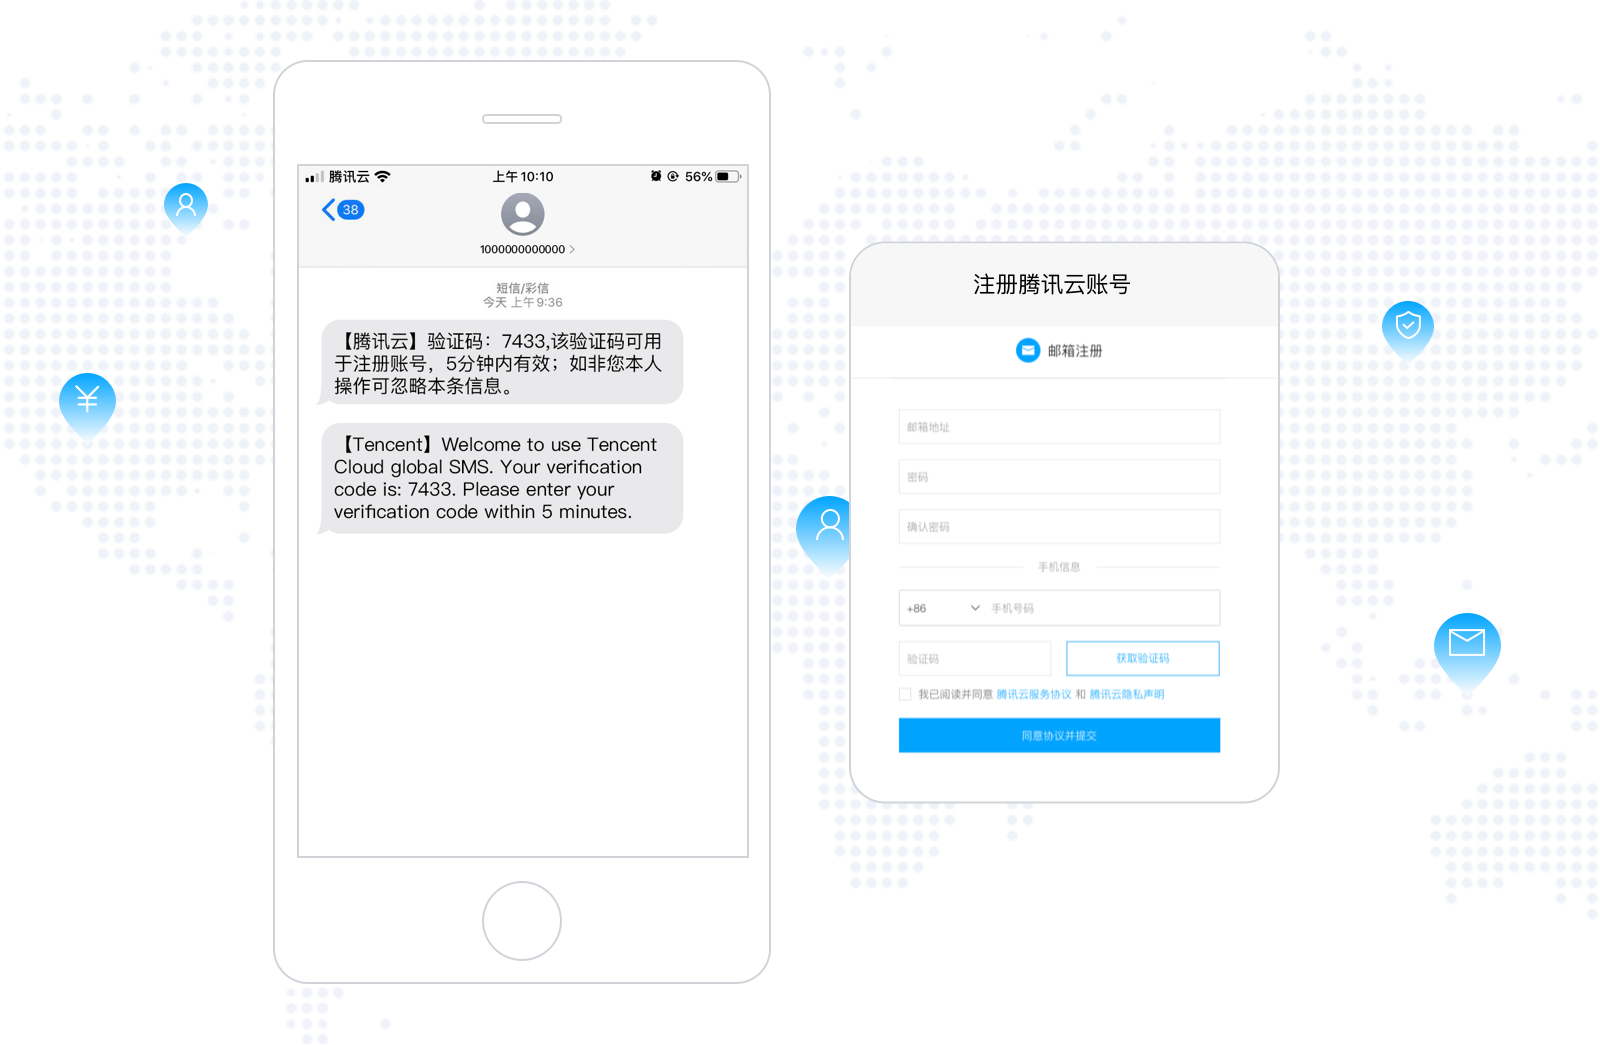 腾讯云
上午10:10
56%
38
1000000000000
短信/彩信
今天 上午9:36
【腾讯云】验证码：7433,该验证码可用
于注册账号，5分钟内有效；如非您本人
操作可忽略本条信息。
【Tencent】Welcome to use Tencent
Cloud global SMS. Your verification
code is: 7433. Please enter your
verification code within 5 minutes.
注册腾讯云账号
邮箱注册
邮箱地址
密码
确认密码
手机信息
+86 手机号码
验证码 获取验证码
我已阅读并同意 腾讯云服务协议 和 腾讯云隐私声明
同意协议并提交